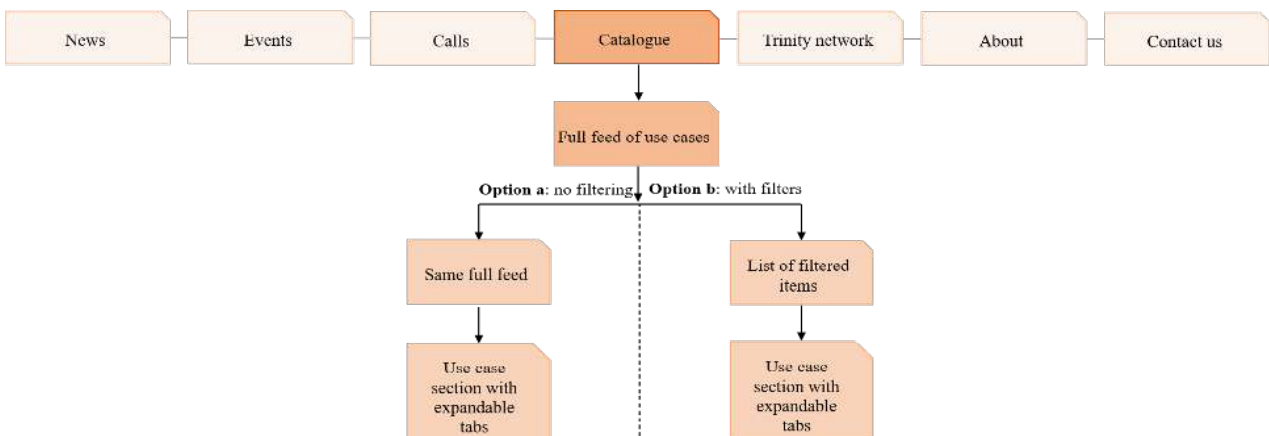 News
Events
Calls
Catalogue
Trinity network
About
Contact us
Full feed of use cases
Option a: no filtering
Option b: with filters
Same full feed
List of filtered
items
Use case
section with
expandable
tabs
Use case
section with
expandable
tabs